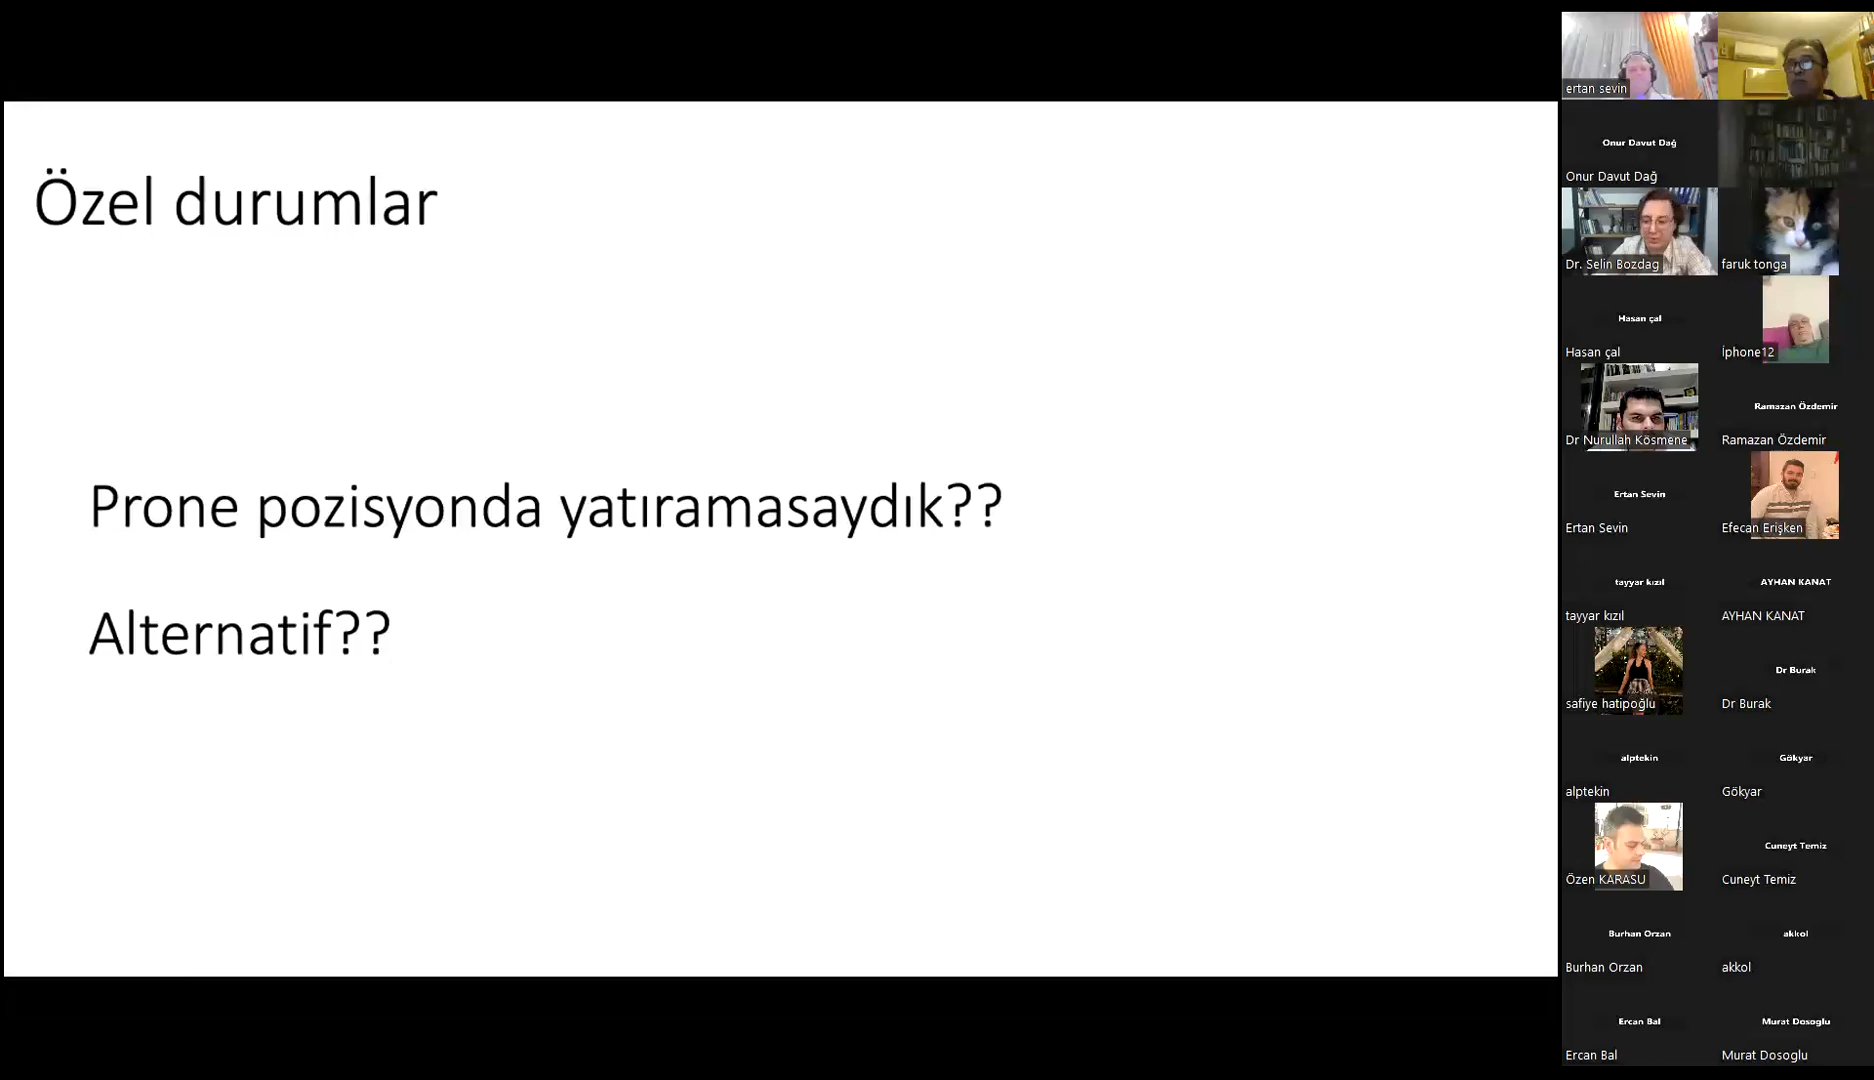 Özel durumlar
Prone pozisyonda yatıramasaydık??
Alternatif??
ertan sevin
Onur Davut Dağ
Onur Davut Dağ
Dr. Selin Bozdag
faruk tonga
Hasan çal
Hasan çal
İphone12
Dr Nurullah Kösmene
Ramazan Özdemir
Ramazan Özdemir
Ertan Sevin
Ertan Sevin
Efecan Erişken
tayyar kızıl
tayyar kızıl
AYHAN KANAT
AYHAN KANAT
safiye hatipoğlu
Dr Burak
Dr Burak
alptekin
alptekin
Gökyar
Gökyar
Özen KARASU
Cuneyt Temiz
Cuneyt Temiz
Burhan Orzan
Burhan Orzan
akkol
akkol
Ercan Bal
Ercan Bal
Murat Dosoglu
Murat Dosoglu